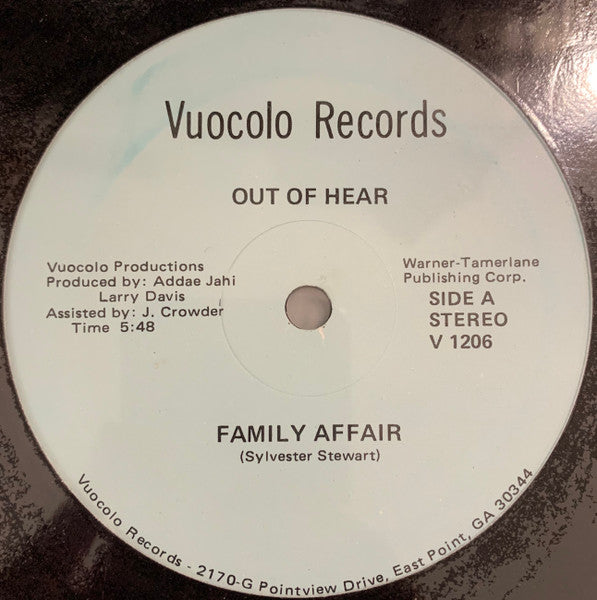 Vuocolo Records
OUT OF HEAR
Vuocolo Productions
Produced by: Addae Jahi
Larry Davis
Assisted by: J. Crowder
Time 5:48
Warner-Tamerlane
Publishing Corp.
SIDE A
STEREO
V 1206
FAMILY AFFAIR
(Sylvester Stewart)
Vuocolo Records - 2170-G Pointview Drive, East Point, GA 30344